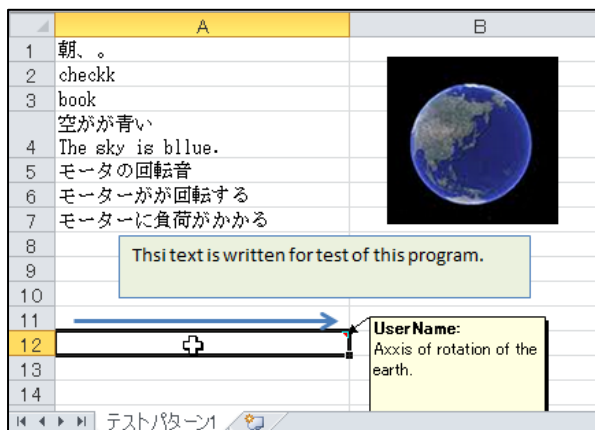 A B
1 朝、。
2 checkk
3 book
空がが青い
4 The sky is bllue.
5 モータの回転音
6 モーターがが回転する
7 モーターに負荷がかかる
8
Thsi text is written for test of this program.
9
10
11
UserName:
12
Axxis of rotation of the
13
earth.
14
テストパターン1